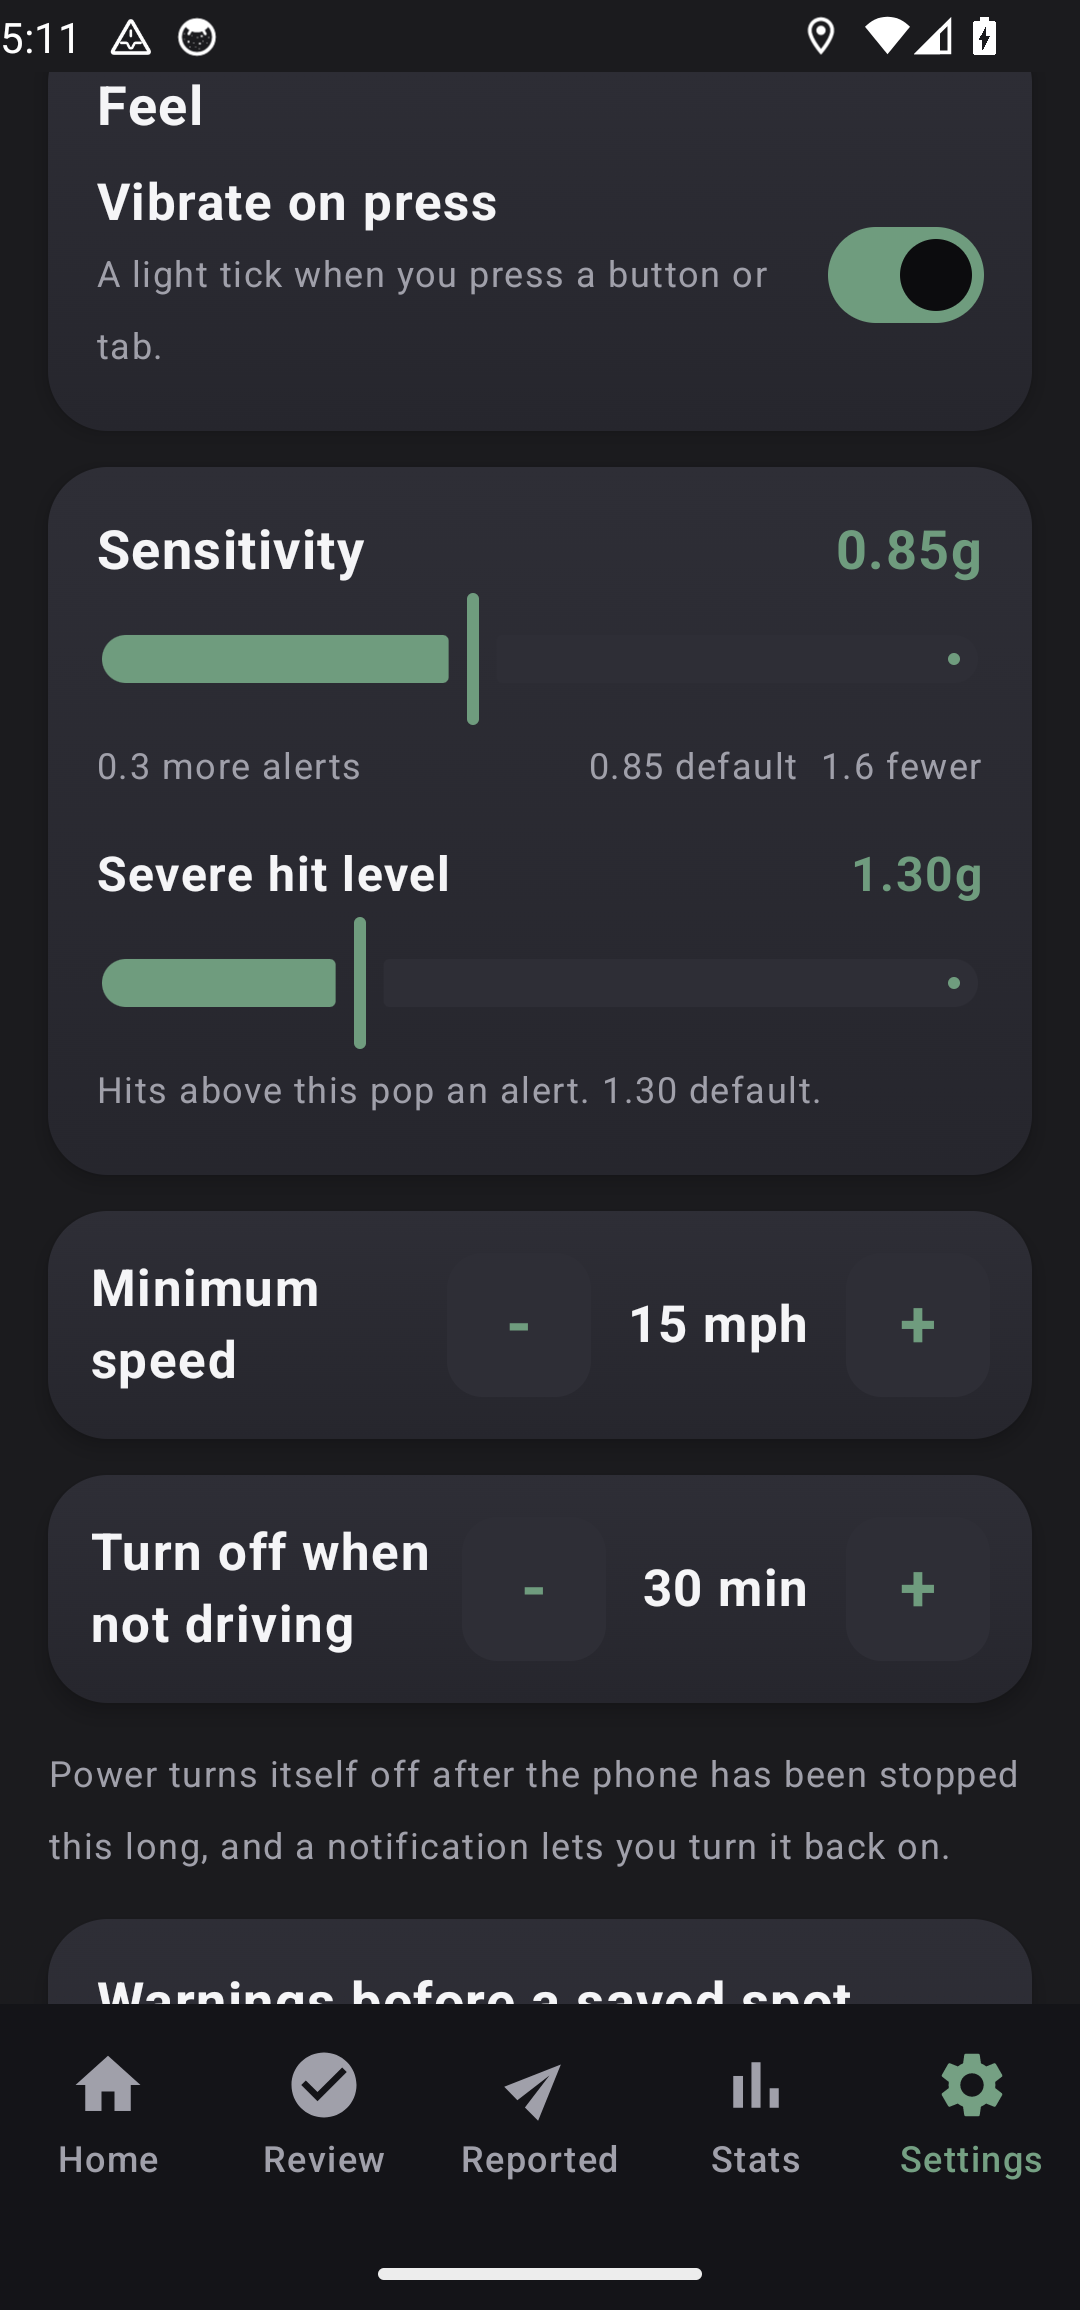 5:11
Feel
Vibrate on press
A light tick when you press a button or
tab.
Sensitivity 0.85g
0.3 more alerts 0.85 default 1.6 fewer
Severe hit level 1.30g
Hits above this pop an alert. 1.30 default.
Minimum
speed
- 15 mph +
Turn off when
not driving
- 30 min +
Power turns itself off after the phone has been stopped
this long, and a notification lets you turn it back on.
Warnings before a saved spot
Home Review Reported Stats Settings